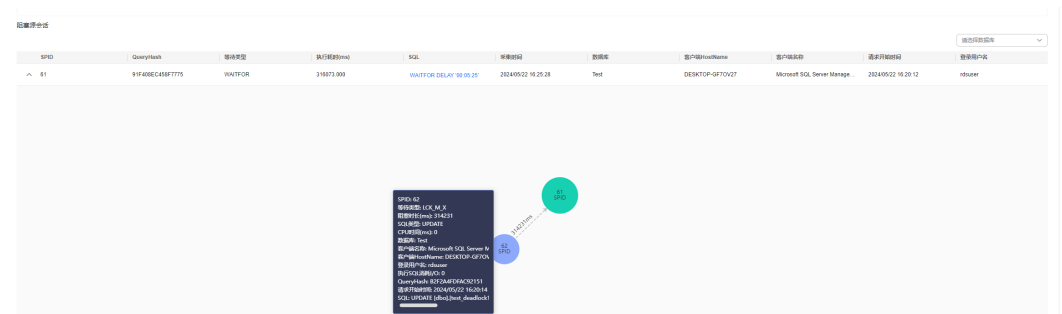 阻塞源会话
请选择数据库
SPID QueryHash 等待类型 执行耗时(ms) SQL 采集时间 数据库 客户端HostName 客户端名称 请求开始时间 登录用户名
61 91F408EC458F7775 WAITFOR 316073.000 WAITFOR DELAY '00:05:25' 2024/05/22 16:25:28 Test DESKTOP-GF7OV27 Microsoft SQL Server Manage... 2024/05/22 16:20:12 rdsuser
61
SPID
314231ms
62
SPID
SPID: 62
等待类型: LCK_M_X
阻塞时长(ms): 314231
SQL类型: UPDATE
CPU时间(ms): 0
数据库: Test
客户端名称: Microsoft SQL Server M
客户端HostName: DESKTOP-GF7OV
登录用户名: rdsuser
执行SQL消耗I/O: 0
QueryHash: B2F2A4FDFAC92151
请求开始时间: 2024/05/22 16:20:14
SQL: UPDATE [dbo].[test_deadlock1